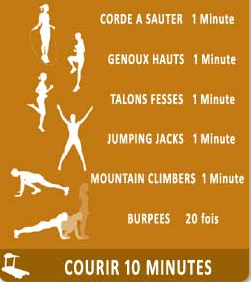 CORDE A SAUTER 1 Minute
GENOUX HAUTS 1 Minute
TALONS FESSES 1 Minute
JUMPING JACKS 1 Minute
MOUNTAIN CLIMBERS 1 Minute
BURPEES 20 fois
COURIR 10 MINUTES